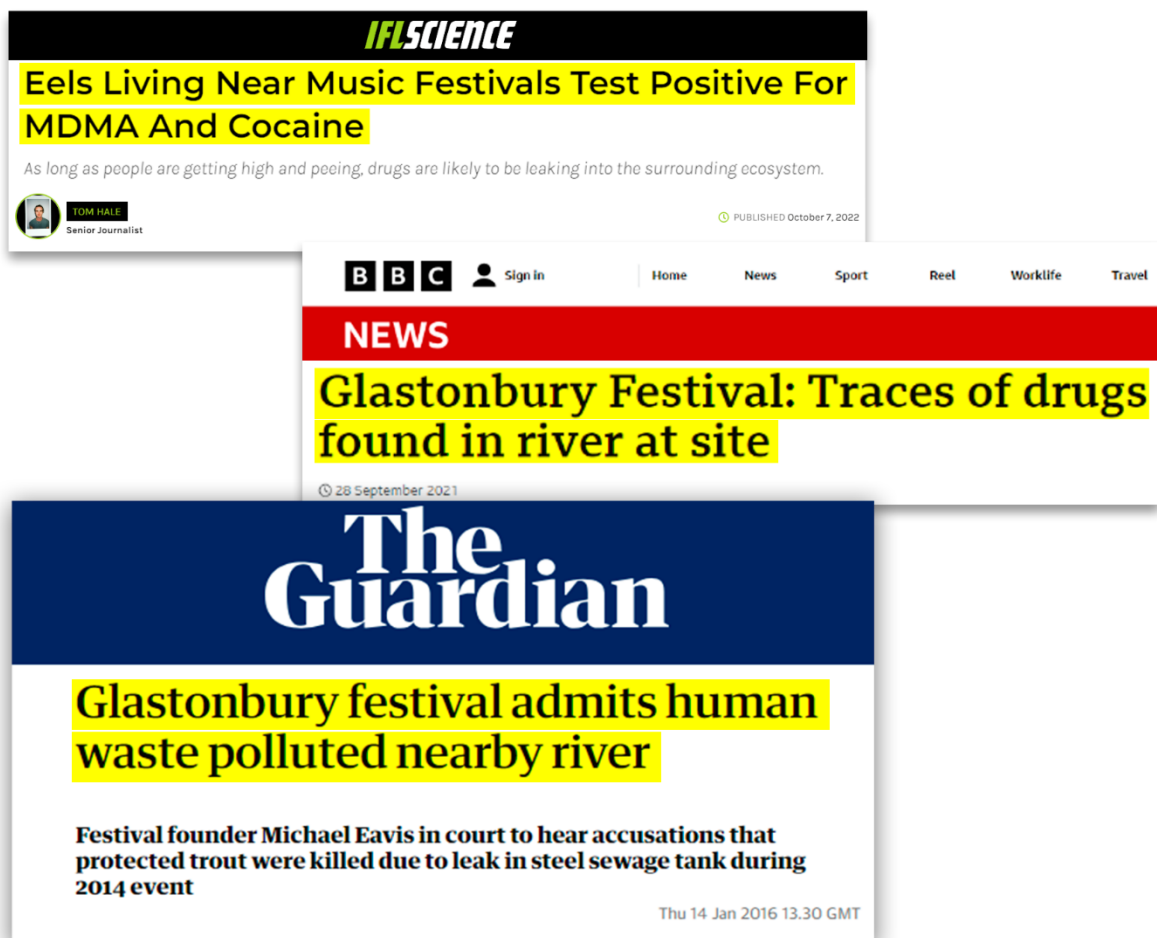 IFLSCIENCE
Eels Living Near Music Festivals Test Positive For
MDMA And Cocaine
As long as people are getting high and peeing, drugs are likely to be leaking into the surrounding ecosystem.
TOM HALE
Senior Journalist
PUBLISHED October 7, 2022
BBC Sign in Home News Sport Reel Worklife Travel
NEWS
Glastonbury Festival: Traces of drugs
found in river at site
28 September 2021
The
Guardian
Glastonbury festival admits human
waste polluted nearby river
Festival founder Michael Eavis in court to hear accusations that
protected trout were killed due to leak in steel sewage tank during
2014 event
Thu 14 Jan 2016 13.30 GMT